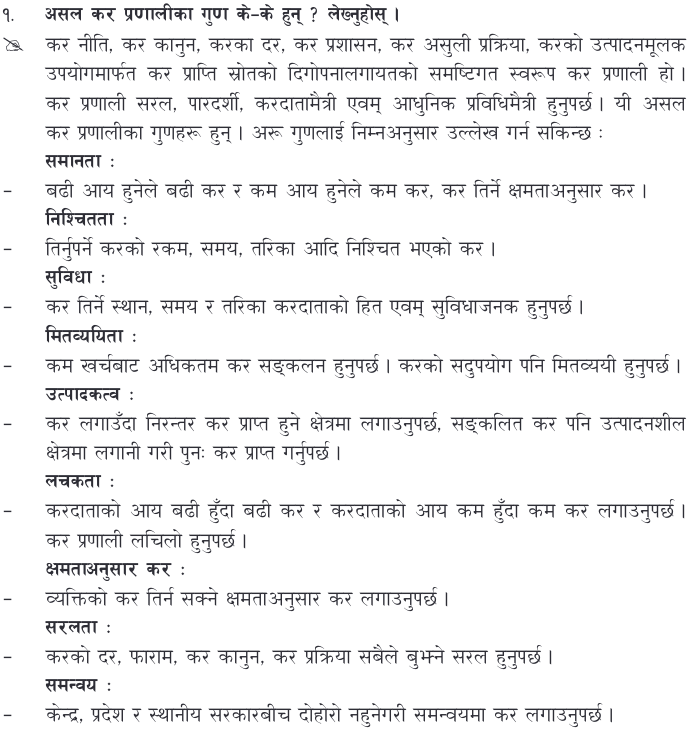 १. असल कर प्रणालीका गुण के-के हुन् ? लेख्नुहोस् ।
कर नीति, कर कानुन, करका दर, कर प्रशासन, कर असुली प्रक्रिया, करको उत्पादनमूलक
उपयोगमार्फत कर प्राप्ति स्रोतको दिगोपनालगायतको समष्टिगत स्वरूप कर प्रणाली हो ।
कर प्रणाली सरल, पारदर्शी, करदातामैत्री एवम् आधुनिक प्रविधिमैत्री हुनुपर्छ । यी असल
कर प्रणालीका गुणहरू हुन् । अरू गुणलाई निम्नअनुसार उल्लेख गर्न सकिन्छ :
समानता :
- बढी आय हुनेले बढी कर र कम आय हुनेले कम कर, कर तिर्ने क्षमताअनुसार कर ।
निश्चितता :
- तिर्नुपर्ने करको रकम, समय, तरिका आदि निश्चित भएको कर ।
सुविधा :
- कर तिर्ने स्थान, समय र तरिका करदाताको हित एवम् सुविधाजनक हुनुपर्छ ।
मितव्ययिता :
- कम खर्चबाट अधिकतम कर सङ्कलन हुनुपर्छ । करको सदुपयोग पनि मितव्ययी हुनुपर्छ ।
उत्पादकत्व :
- कर लगाउँदा निरन्तर कर प्राप्त हुने क्षेत्रमा लगाउनुपर्छ, सङ्कलित कर पनि उत्पादनशील
क्षेत्रमा लगानी गरी पुनः कर प्राप्त गर्नुपर्छ ।
लचकता :
- करदाताको आय बढी हुँदा बढी कर र करदाताको आय कम हुँदा कम कर लगाउनुपर्छ ।
कर प्रणाली लचिलो हुनुपर्छ ।
क्षमताअनुसार कर :
- व्यक्तिको कर तिर्न सक्ने क्षमताअनुसार कर लगाउनुपर्छ ।
सरलता :
- करको दर, फाराम, कर कानुन, कर प्रक्रिया सबैले बुझ्ने सरल हुनुपर्छ ।
समन्वय :
- केन्द्र, प्रदेश र स्थानीय सरकारबीच दोहोरो नहुनेगरी समन्वयमा कर लगाउनुपर्छ ।